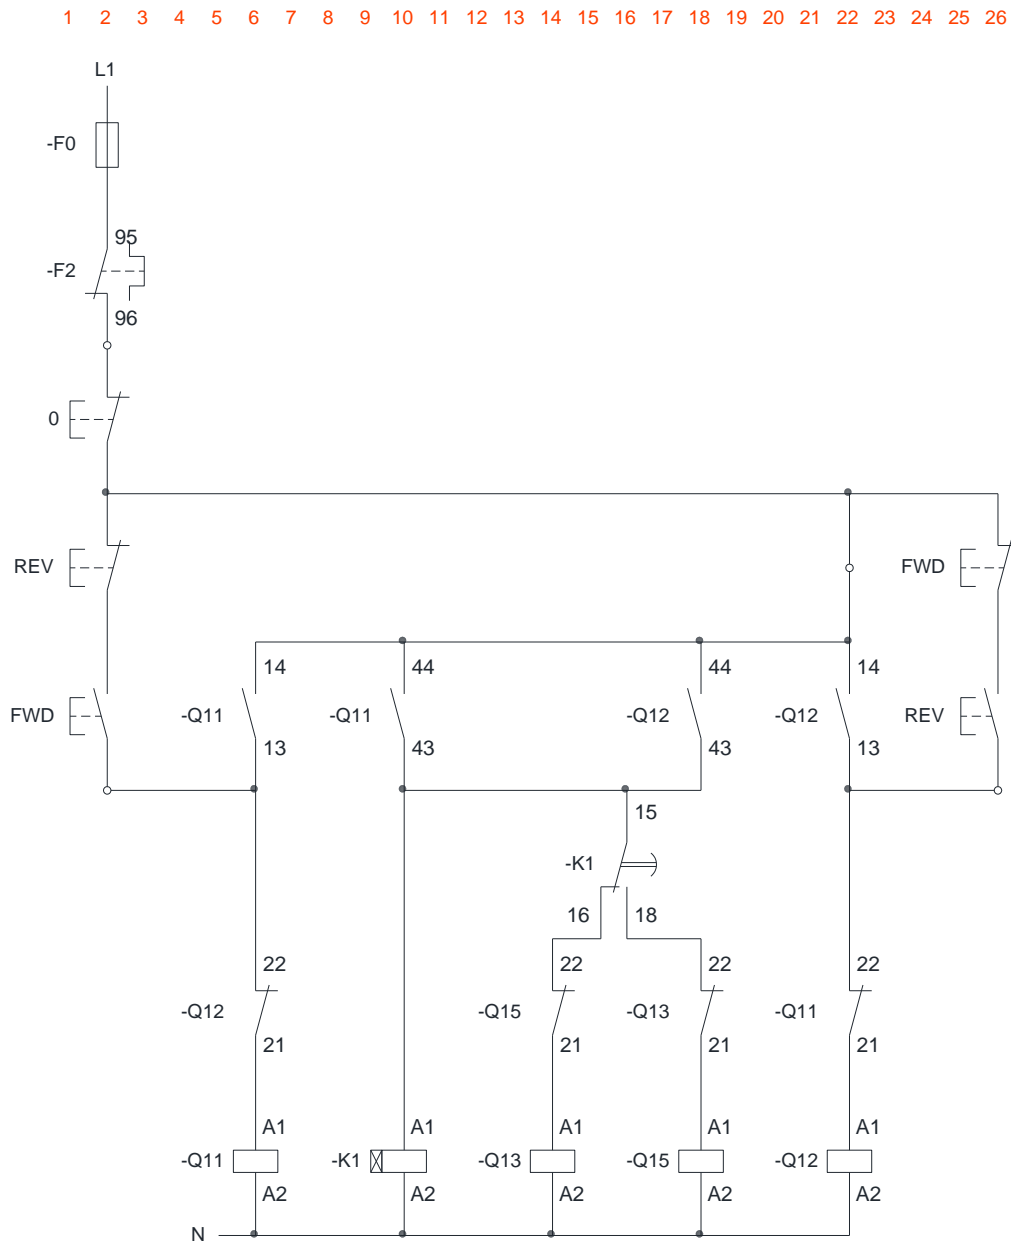 1 2 3 4 5 6 7 8 9 10 11 12 13 14 15 16 17 18 19 20 21 22 23 24 25 26
L1
-F0
95
-F2
96
0
REV FWD
14 44 44 14
FWD -Q11 -Q11 -Q12 -Q12 REV
13 43 43 13
15
-K1
16 18
22 22 22 22
-Q12 -Q15 -Q13 -Q11
21 21 21 21
A1 A1 A1 A1 A1
-Q11 -K1 -Q13 -Q15 -Q12
A2 A2 A2 A2 A2
N